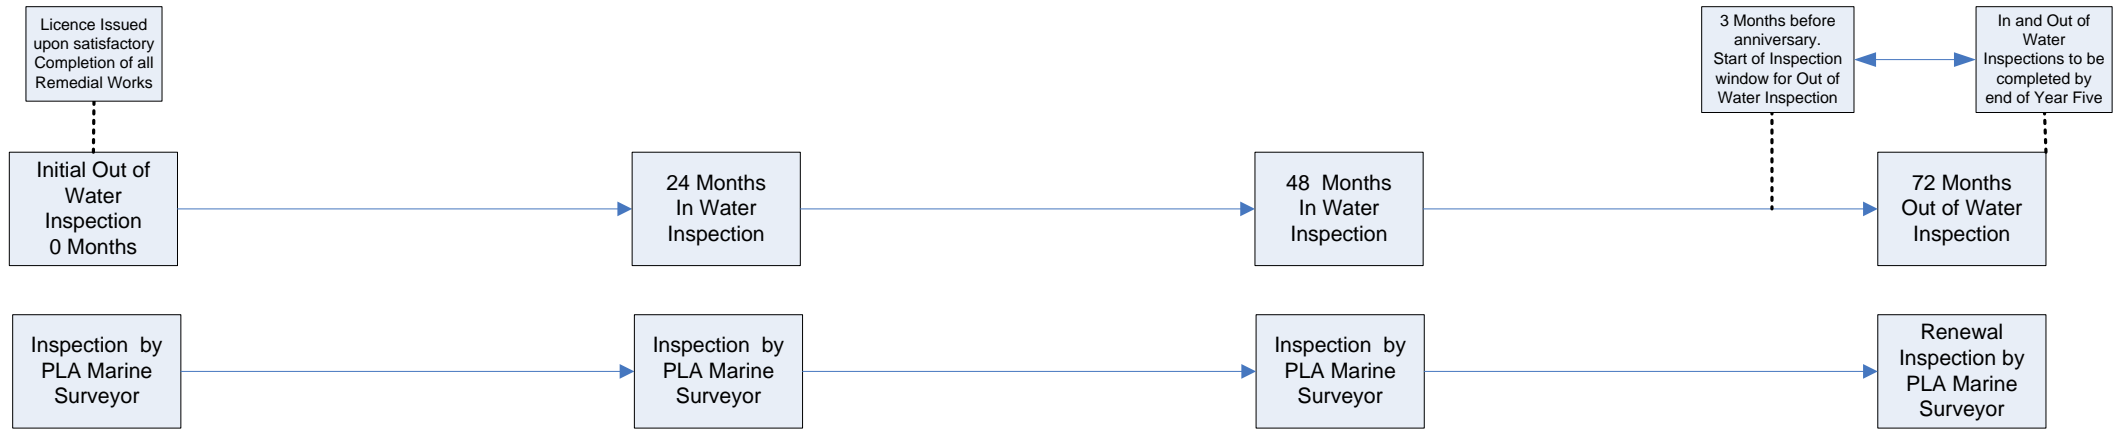 Licence Issued
upon satisfactory
Completion of all
Remedial Works
3 Months before
anniversary.
Start of Inspection
window for Out of
Water Inspection
In and Out of
Water
Inspections to be
completed by
end of Year Five
Initial Out of
Water
Inspection
0 Months
24 Months
In Water
Inspection
48  Months
In Water
Inspection
72 Months
Out of Water
Inspection
Inspection  by
PLA Marine
Surveyor
Inspection  by
PLA Marine
Surveyor
Inspection  by
PLA Marine
Surveyor
Renewal
Inspection by
PLA Marine
Surveyor